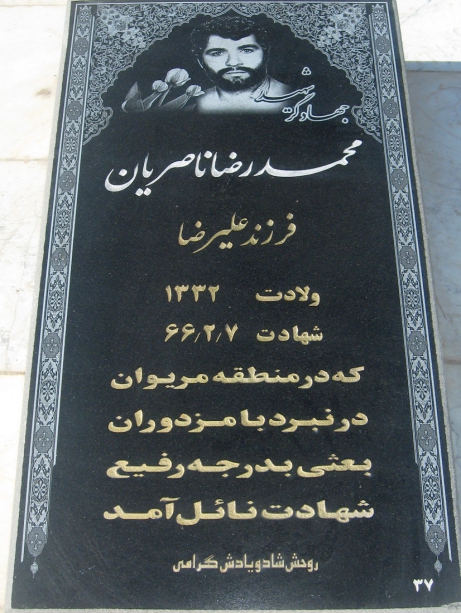 شهدای
جهادگر
محمدرضا ناصریان
فرزند علیرضا
ولادت ۱۳۳۲
شهادت ۶۶/۲/۷
که در منطقه مریوان
در نبرد با مزدوران
بعثی بدرجه رفیع
شهادت نائل آمد
روحش شاد و یادش گرامی
۳۷